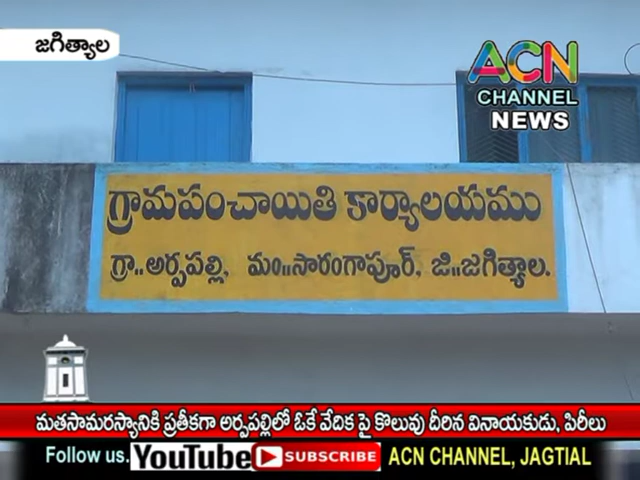 జగిత్యాల
ACN
CHANNEL
NEWS
గ్రామపంచాయితి కార్యాలయము
గ్రా..అర్పపల్లి, మం..సారంగాపూర్, జి..జగిత్యాల.
మతసామరస్యానికి ప్రతీకగా అర్పపల్లిలో ఓకే వేదిక పై కొలువు దీరిన వినాయకుడు, పిరీలు
Follow us. YouTube SUBSCRIBE ACN CHANNEL, JAGTIAL